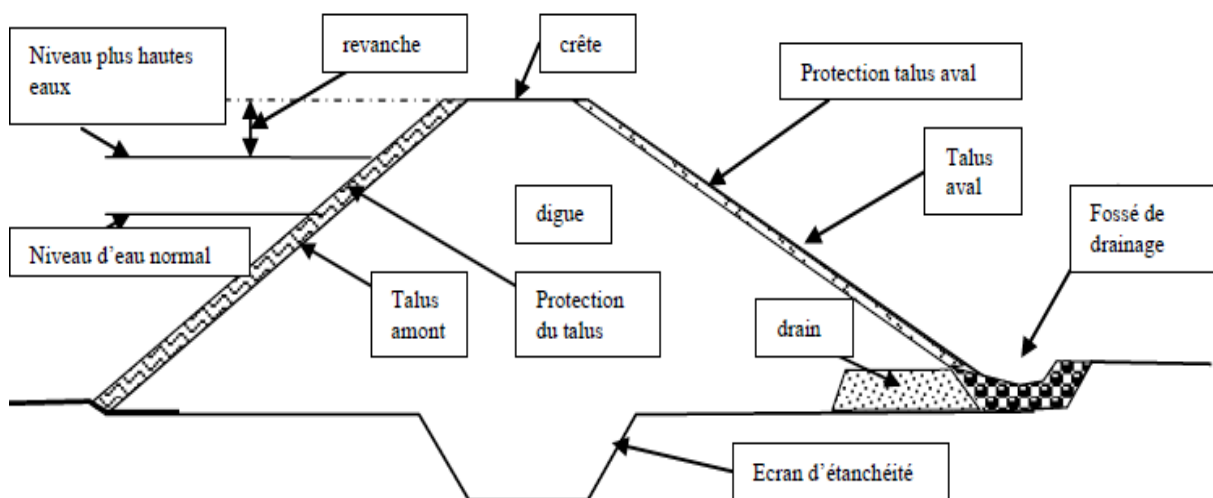 Niveau plus hautes
eaux
revanche
crête
Protection talus aval
Talus
aval
digue
Fossé de
drainage
Niveau d’eau normal
Talus
amont
Protection
du talus
drain
Ecran d’étanchéité